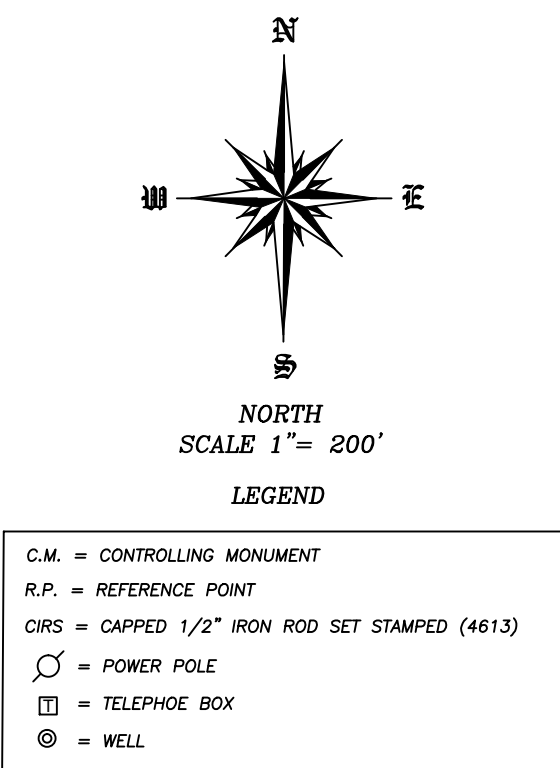 N
W E
S
NORTH
SCALE 1"= 200'
LEGEND
C.M. = CONTROLLING MONUMENT
R.P. = REFERENCE POINT
CIRS = CAPPED 1/2" IRON ROD SET STAMPED (4613)
= POWER POLE
T = TELEPHOE BOX
= WELL